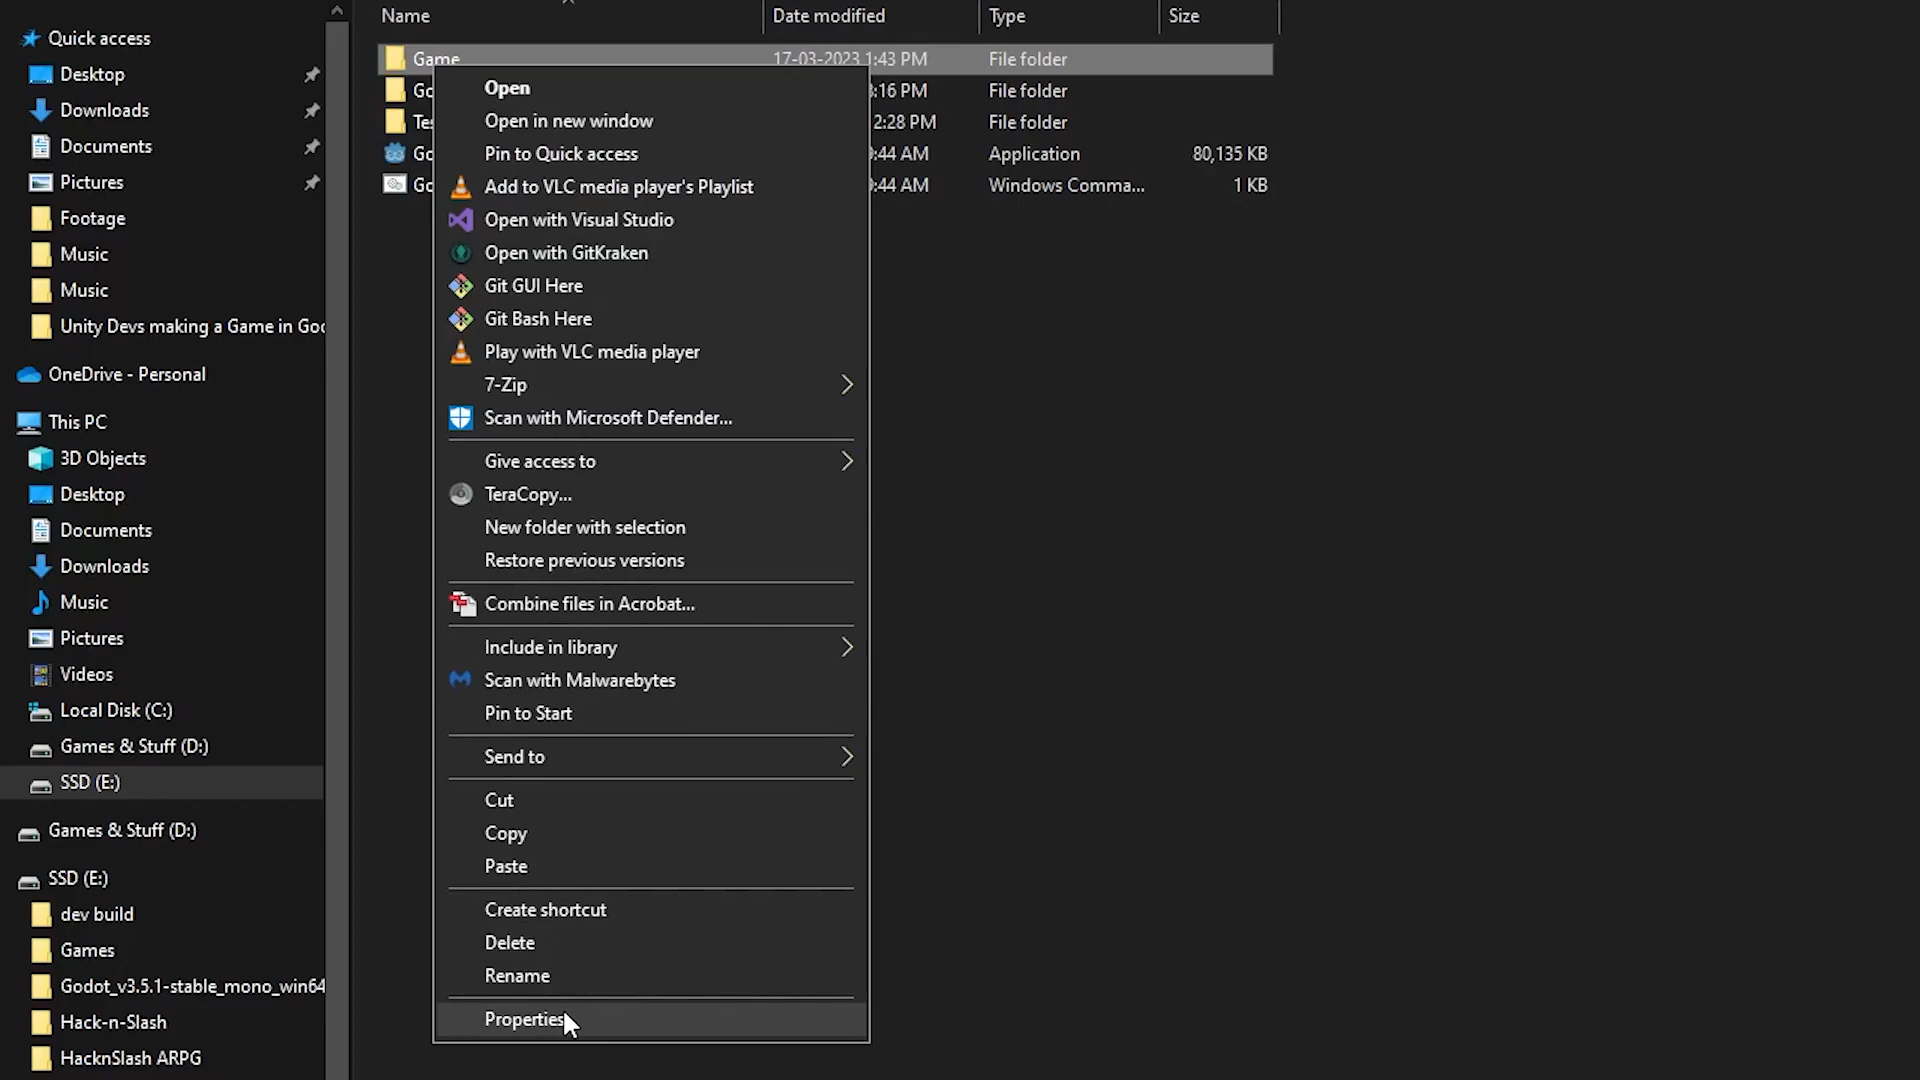 Name Date modified Type Size
Quick access
Desktop
Downloads
Documents
Pictures
Footage
Music
Music
Unity Devs making a Game in Goc
OneDrive - Personal
This PC
3D Objects
Desktop
Documents
Downloads
Music
Pictures
Videos
Local Disk (C:)
Games & Stuff (D:)
SSD (E:)
Games & Stuff (D:)
SSD (E:)
dev build
Games
Godot_v3.5.1-stable_mono_win64
Hack-n-Slash
HacknSlash ARPG
Game 17-03-2023 1:43 PM File folder
Go :16 PM File folder
Tes 2:28 PM File folder
Go :44 AM Application 80,135 KB
Go :44 AM Windows Comma... 1 KB
Open
Open in new window
Pin to Quick access
Add to VLC media player's Playlist
Open with Visual Studio
Open with GitKraken
Git GUI Here
Git Bash Here
Play with VLC media player
7-Zip
Scan with Microsoft Defender...
Give access to
TeraCopy...
New folder with selection
Restore previous versions
Combine files in Acrobat...
Include in library
Scan with Malwarebytes
Pin to Start
Send to
Cut
Copy
Paste
Create shortcut
Delete
Rename
Properties